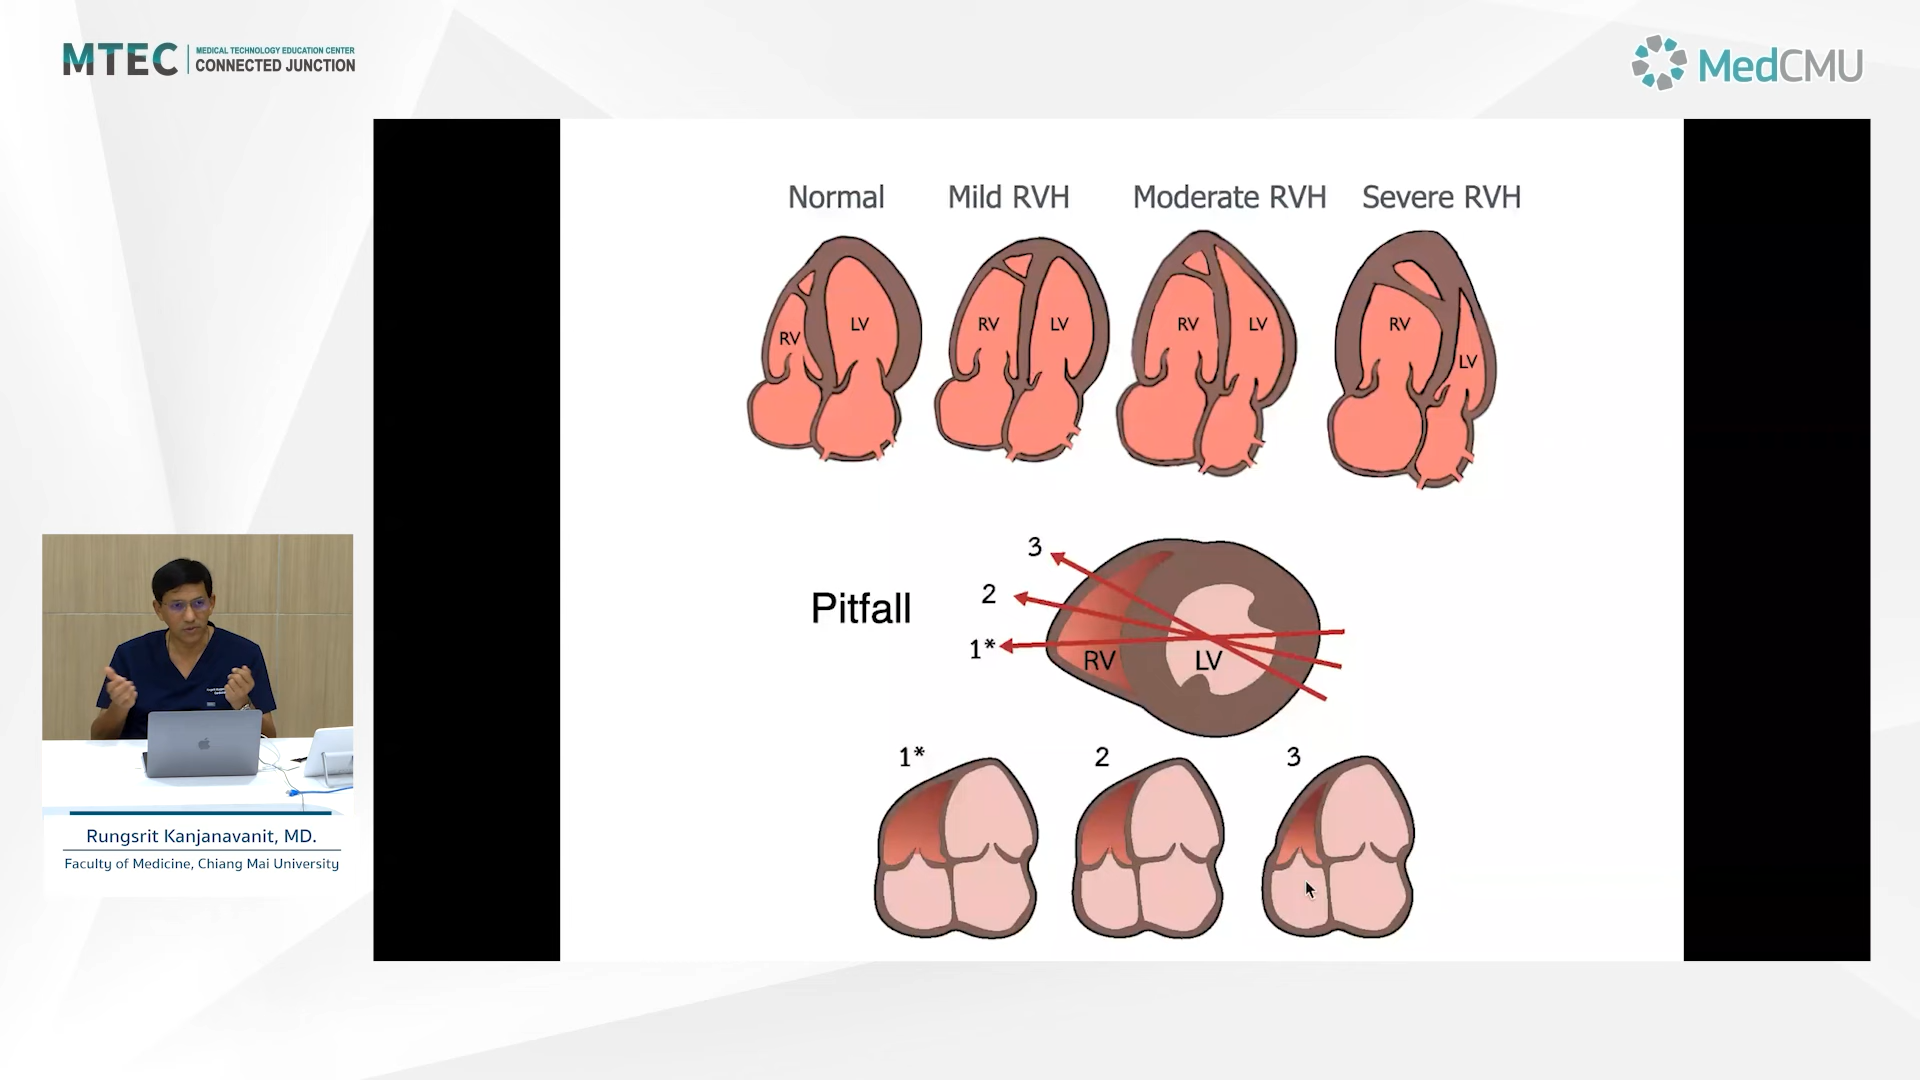 MTEC
MEDICAL TECHNOLOGY EDUCATION CENTER
CONNECTED JUNCTION
MedCMU
Normal
Mild RVH
Moderate RVH
Severe RVH
RV
LV
RV
LV
RV
LV
RV
LV
Pitfall
3
2
1*
RV
LV
1*
2
3
Rungsrit Kanjanavanit, MD.
Faculty of Medicine, Chiang Mai University